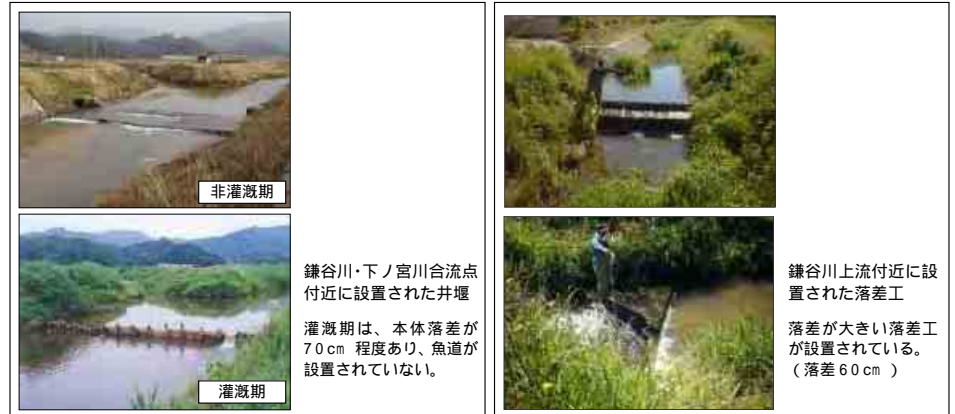 非灌漑期
灌漑期
鎌谷川･下ノ宮川合流点
付近に設置された井堰
灌漑期は、本体落差が
70cm 程度あり、魚道が
設置されていない。
鎌谷川上流付近に設
置された落差工
落差が大きい落差工
が設置されている。
(落差60cm )